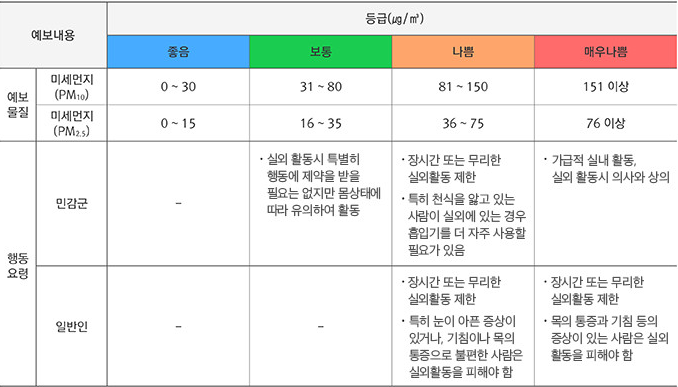 예보내용
등급(㎍/㎥)
좋음
보통
나쁨
매우나쁨
예보
물질
미세먼지
(PM10)
0 ~ 30
31 ~ 80
81 ~ 150
151 이상
미세먼지
(PM2.5)
0 ~ 15
16 ~ 35
36 ~ 75
76 이상
행동
요령
민감군
–
· 실외 활동시 특별히
행동에 제약을 받을
필요는 없지만 몸상태에
따라 유의하여 활동
· 장시간 또는 무리한
실외활동 제한
· 특히 천식을 앓고 있는
사람이 실외에 있는 경우
흡입기를 더 자주 사용할
필요가 있음
· 가급적 실내 활동,
실외 활동시 의사와 상의
일반인
–
–
· 장시간 또는 무리한
실외활동 제한
· 특히 눈이 아픈 증상이
있거나, 기침이나 목의
통증으로 불편한 사람은
실외활동을 피해야 함
· 장시간 또는 무리한
실외활동 제한
· 목의 통증과 기침 등의
증상이 있는 사람은 실외
활동을 피해야 함